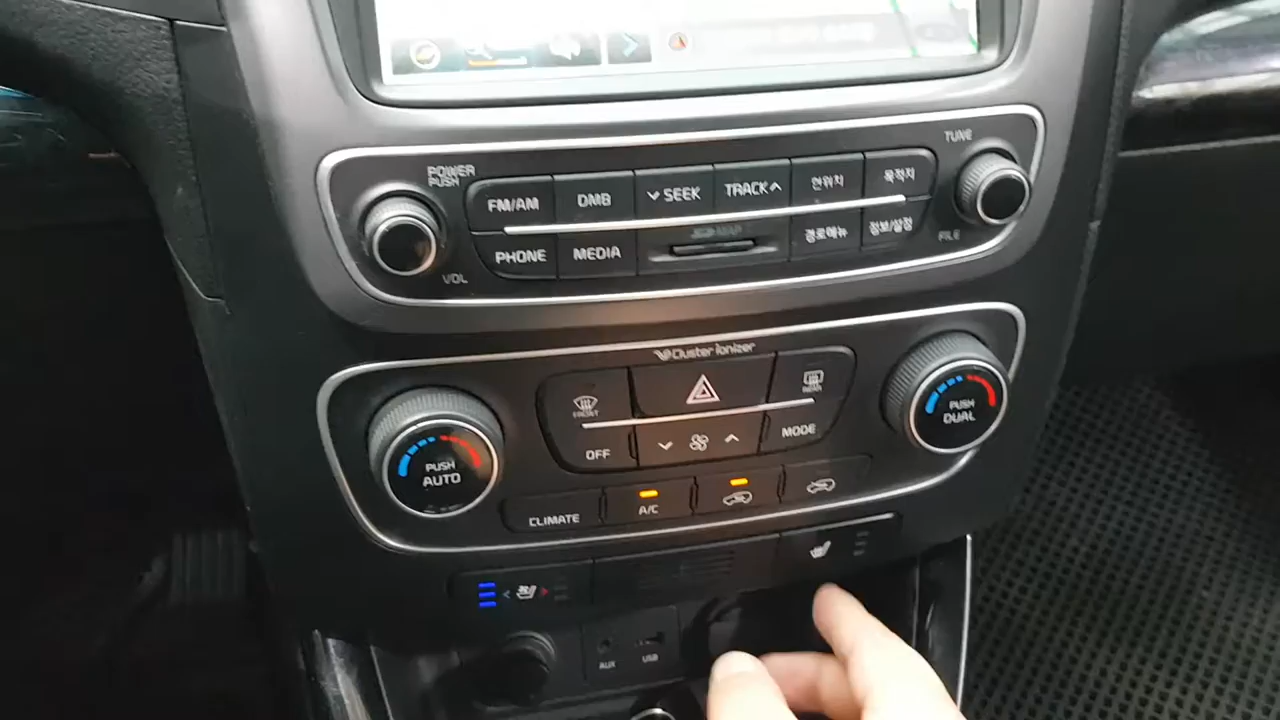 POWER
PUSH
TUNE
FM/AM
DMB
SEEK
TRACK
현위치
목적지
PHONE
MEDIA
SD-MAP
경로메뉴
정보/설정
VOL
FILE
Cluster ionizer
FRONT
REAR
OFF
MODE
PUSH
AUTO
PUSH
DUAL
CLIMATE
A/C
AUX
USB